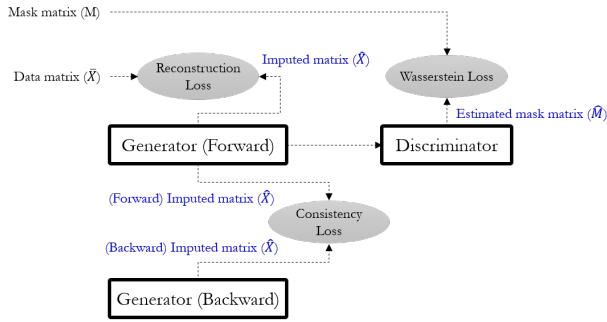 Mask matrix (M)
Imputed matrix (X̂)
Data matrix (X̄)
Reconstruction
Loss
Wasserstein Loss
Estimated mask matrix (M̂)
Generator (Forward)
Discriminator
(Forward) Imputed matrix (X̂)
Consistency
Loss
(Backward) Imputed matrix (X̂)
Generator (Backward)